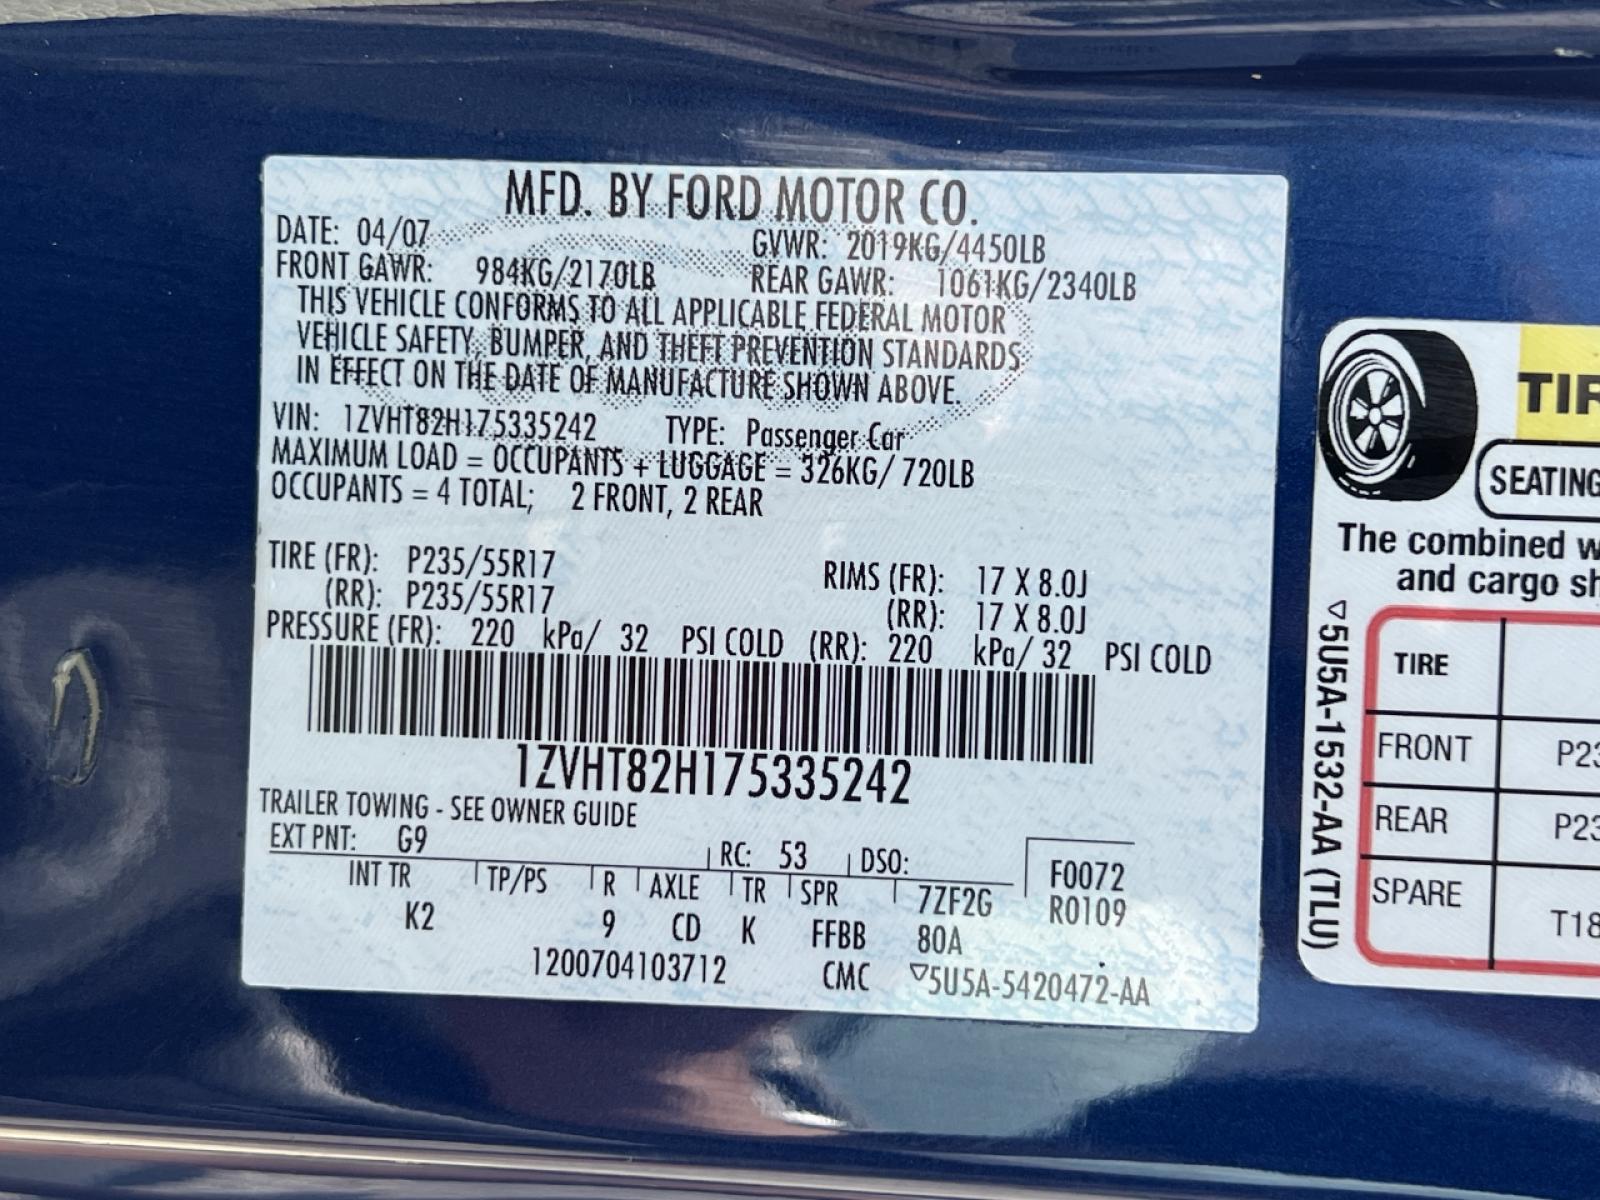 MFD. BY FORD MOTOR CO.
DATE: 04/07 GVWR: 2019KG/4450LB
FRONT GAWR: 984KG/2170LB REAR GAWR: 1061KG/2340LB
THIS VEHICLE CONFORMS TO ALL APPLICABLE FEDERAL MOTOR
VEHICLE SAFETY, BUMPER, AND THEFT PREVENTION STANDARDS
IN EFFECT ON THE DATE OF MANUFACTURE SHOWN ABOVE.
VIN: 1ZVHT82H175335242 TYPE: Passenger Car
MAXIMUM LOAD = OCCUPANTS + LUGGAGE = 326KG/ 720LB
OCCUPANTS = 4 TOTAL; 2 FRONT, 2 REAR
TIRE (FR): P235/55R17 RIMS (FR): 17 X 8.0J
(RR): P235/55R17 (RR): 17 X 8.0J
PRESSURE (FR): 220 kPa/ 32 PSI COLD (RR): 220 kPa/ 32 PSI COLD
1ZVHT82H175335242
TRAILER TOWING - SEE OWNER GUIDE
EXT PNT: G9 RC: 53 DSO: F0072
INT TR TP/PS R AXLE TR SPR 7ZF2G R0109
K2 9 CD K FFBB 80A
1200704103712 CMC ▽5U5A-5420472-AA
TIR
SEATING
The combined w
and cargo sh
▽5U5A-1532-AA (TLU)
TIRE
FRONT P23
REAR P23
SPARE T18